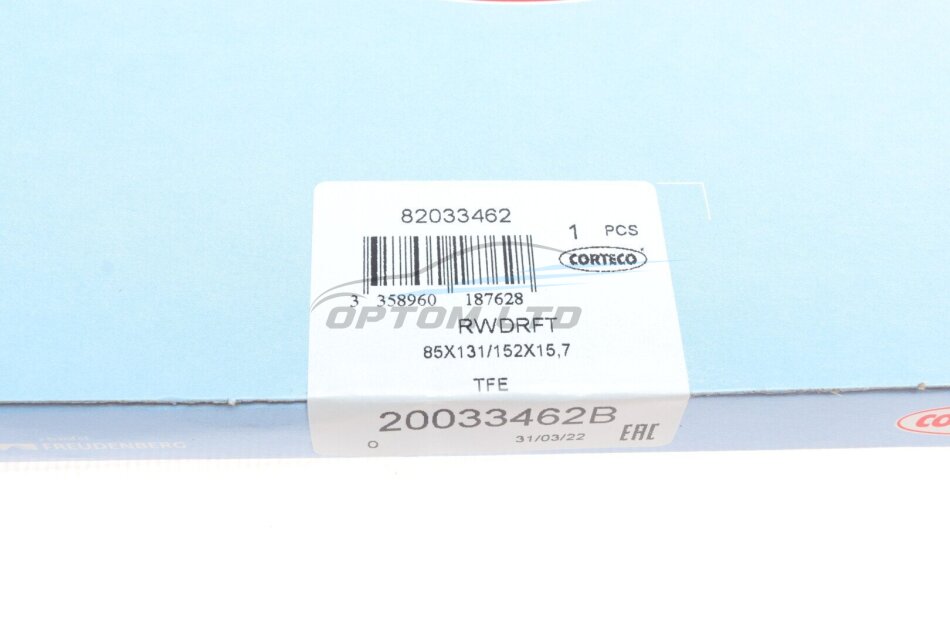 82033462
1 PCS
CORTECO
3 358960 187628
OPTOM LTD
RWDRFT
85X131/152X15,7
TFE
20033462B
O 31/03/22 EAC
FREUDENBERG